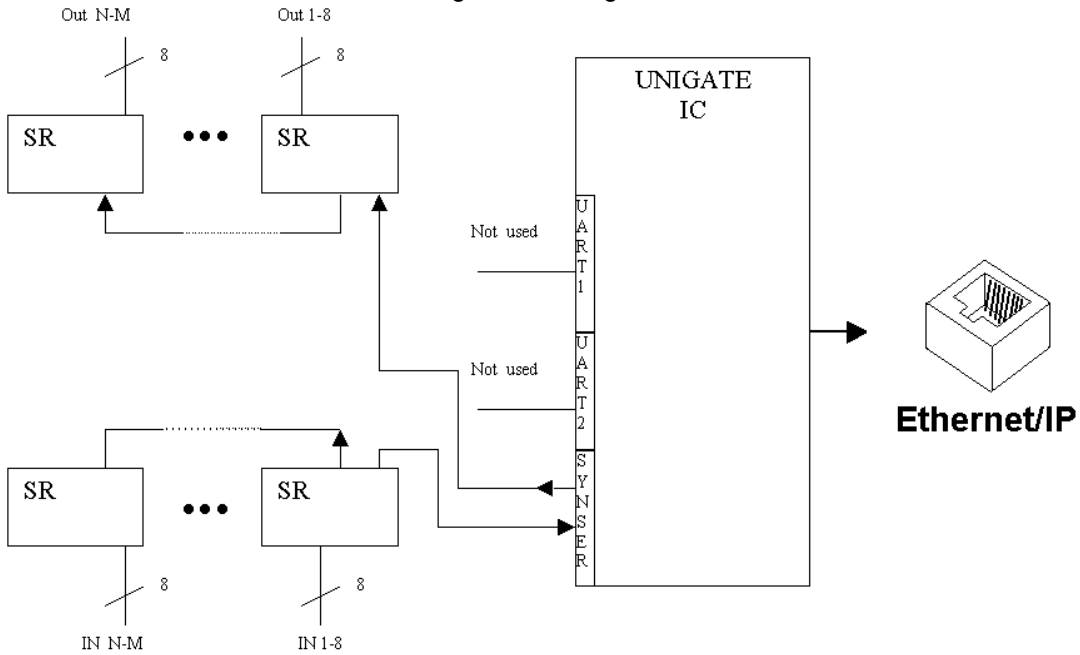 Out N-M
Out 1-8
8
8
UNIGATE
IC
SR
SR
Not used
UART1
Not used
UART2
Ethernet/IP
SYNSER
SR
SR
8
8
IN N-M
IN 1-8